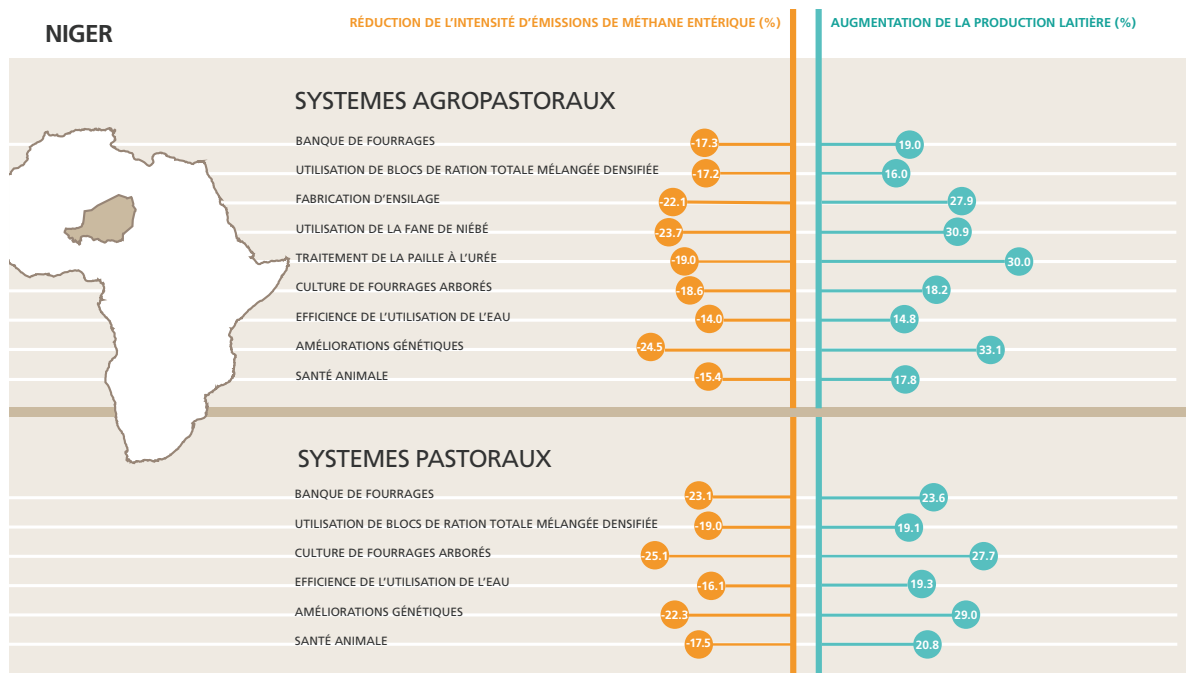 NIGER
RÉDUCTION DE L'INTENSITÉ D'ÉMISSIONS DE MÉTHANE ENTÉRIQUE (%)
AUGMENTATION DE LA PRODUCTION LAITIÈRE (%)
SYSTEMES AGROPASTORAUX
BANQUE DE FOURRAGES -17.3 19.0
UTILISATION DE BLOCS DE RATION TOTALE MÉLANGÉE DENSIFIÉE -17.2 16.0
FABRICATION D'ENSILAGE -22.1 27.9
UTILISATION DE LA FANE DE NIÉBÉ -23.7 30.9
TRAITEMENT DE LA PAILLE À L'URÉE -19.0 30.0
CULTURE DE FOURRAGES ARBORÉS -18.6 18.2
EFFICIENCE DE L'UTILISATION DE L'EAU -14.0 14.8
AMÉLIORATIONS GÉNÉTIQUES -24.5 33.1
SANTÉ ANIMALE -15.4 17.8
SYSTEMES PASTORAUX
BANQUE DE FOURRAGES -23.1 23.6
UTILISATION DE BLOCS DE RATION TOTALE MÉLANGÉE DENSIFIÉE -19.0 19.1
CULTURE DE FOURRAGES ARBORÉS -25.1 27.7
EFFICIENCE DE L'UTILISATION DE L'EAU -16.1 19.3
AMÉLIORATIONS GÉNÉTIQUES -22.3 29.0
SANTÉ ANIMALE -17.5 20.8